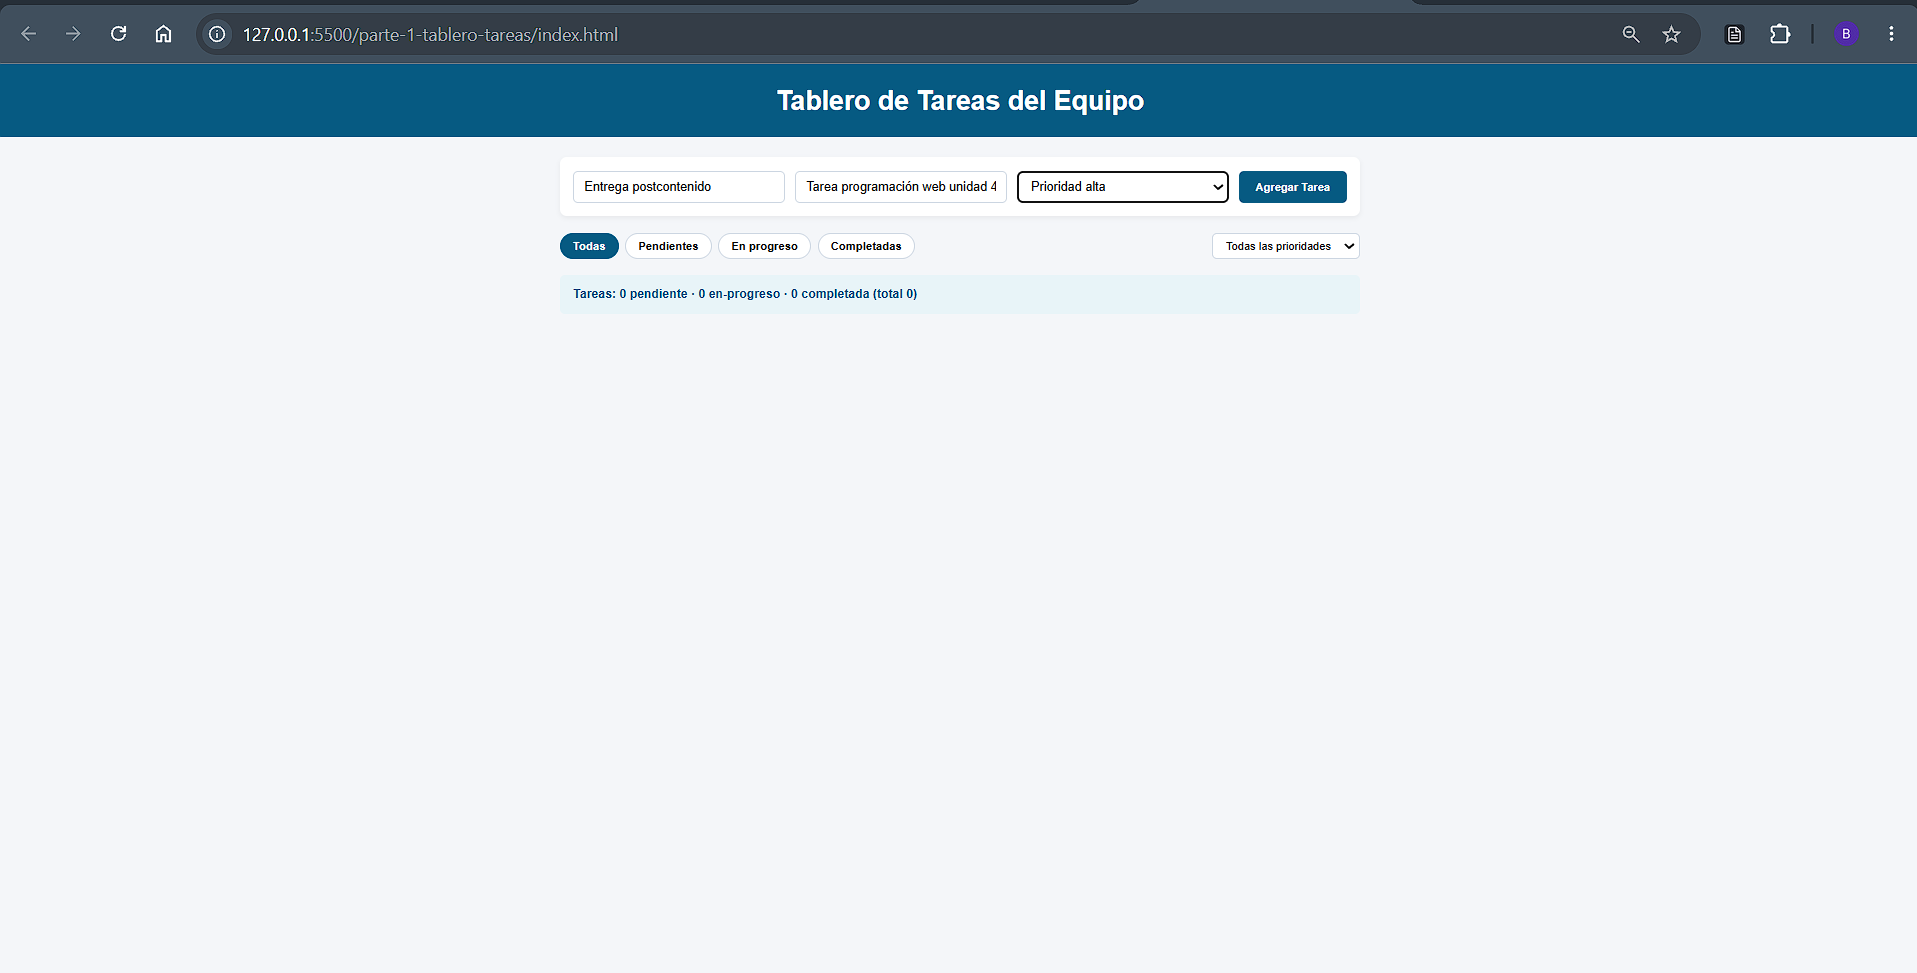 127.0.0.1:5500/parte-1-tablero-tareas/index.html
B
Tablero de Tareas del Equipo
Entrega postcontenido
Tarea programación web unidad 4
Prioridad alta
Agregar Tarea
Todas
Pendientes
En progreso
Completadas
Todas las prioridades
Tareas: 0 pendiente · 0 en-progreso · 0 completada (total 0)